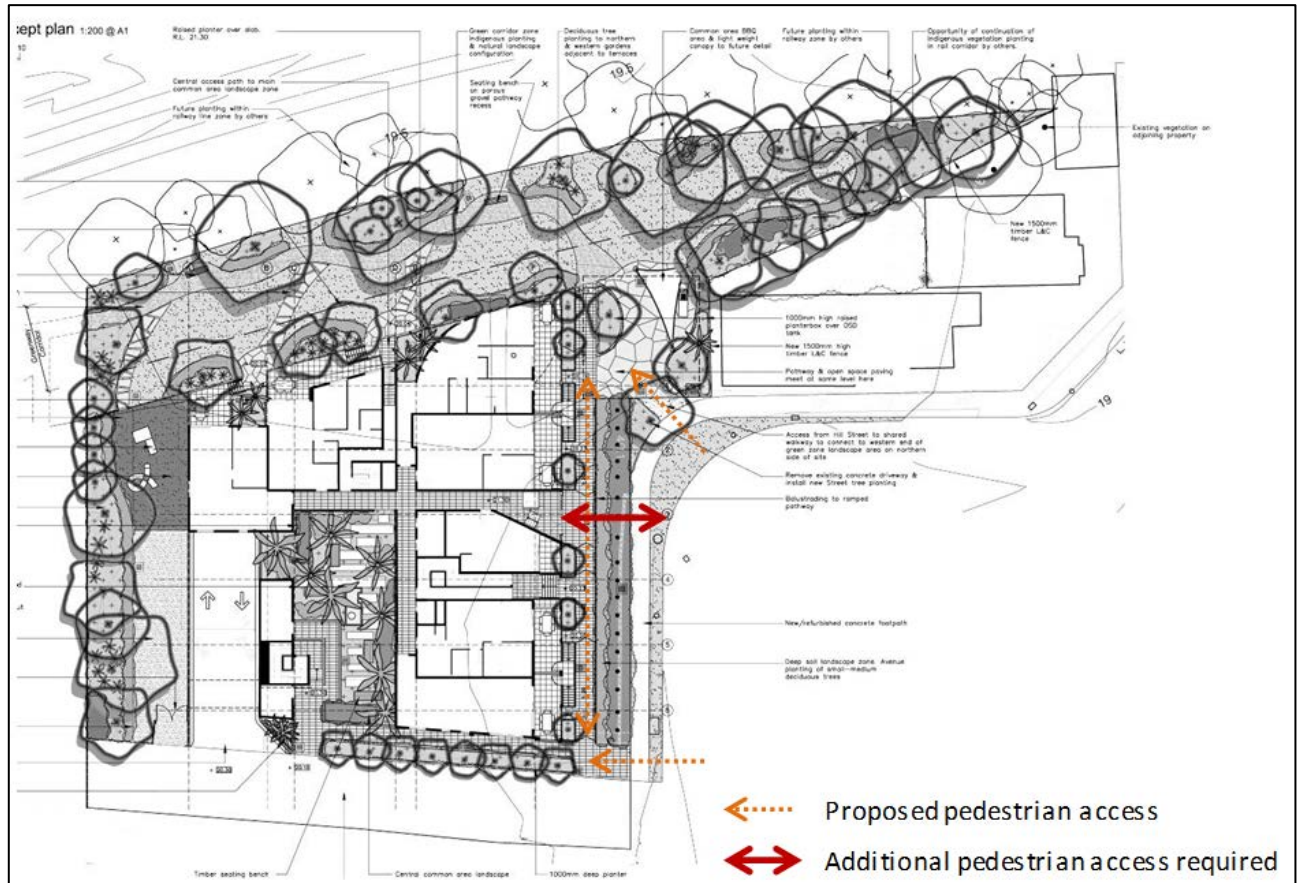 ept plan 1:200 @ A1
Raised planter over slab.
R.L. 21.30
Central access path to main
common area landscape zone
Future planting within
railway line zone by others
Green corridor zone
indigenous planting
& natural landscape
configuration
Seating bench
on porous
gravel pathway
recess
Deciduous tree
planting to northern
& western gardens
adjacent to terraces
Common area BBQ
area & light weight
canopy to future detail
Future planting within
railway zone by others
Opportunity of continuation of
indigenous vegetation planting
in rail corridor by others.
19.5
19.5
Existing vegetation on
adjoining property
New 1500mm
timber L&C
fence
1000mm high raised
planterbox over OSD
tank
New 1500mm high
timber L&C fence
Pathway & open space paving
meet at same level here
19
Access from Hill Street to shared
walkway to connect to western end of
green zone landscape area on northern
side of site
Remove existing concrete driveway &
install new Street tree planting
Balustrading to ramped
pathway
New/refurbished concrete footpath
Deep soil landscape zone. Avenue
planting of small-medium
deciduous trees
Proposed pedestrian access
Additional pedestrian access required
Timber seating bench
Central common area landscape
1000mm deep planter